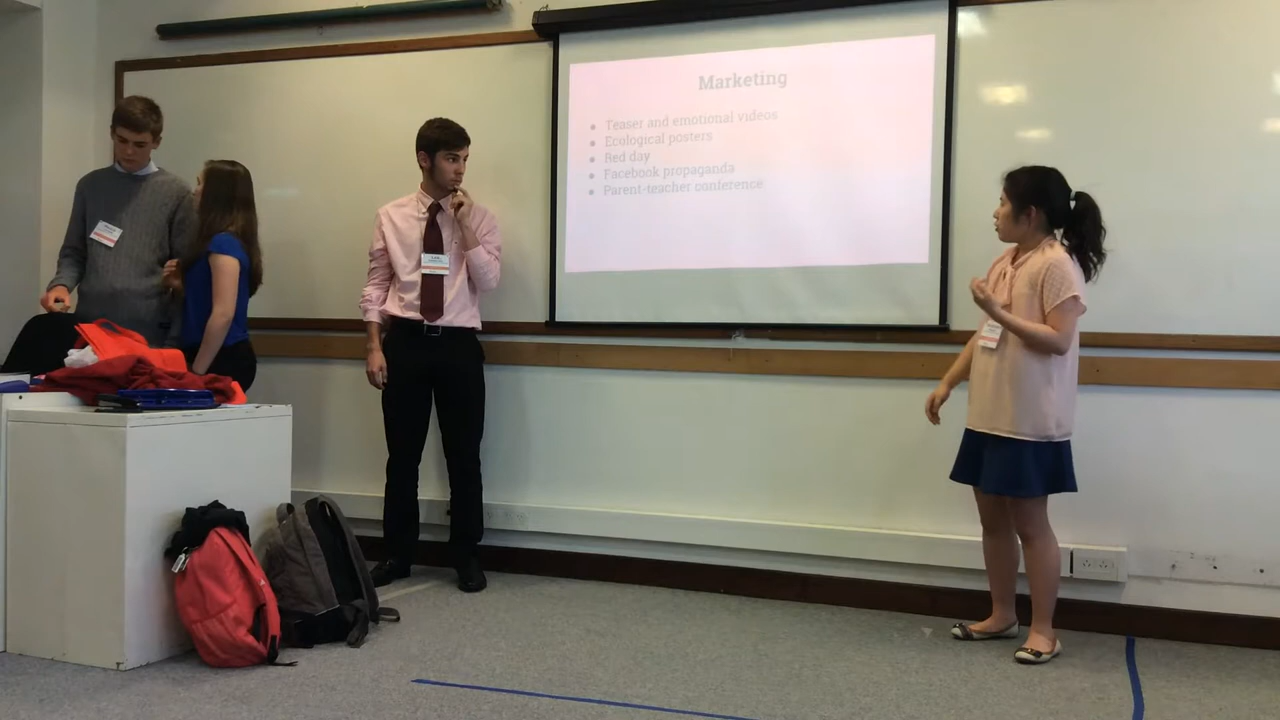 Marketing
● Teaser and emotional videos
● Ecological posters
● Red day
● Facebook propaganda
● Parent-teacher conference